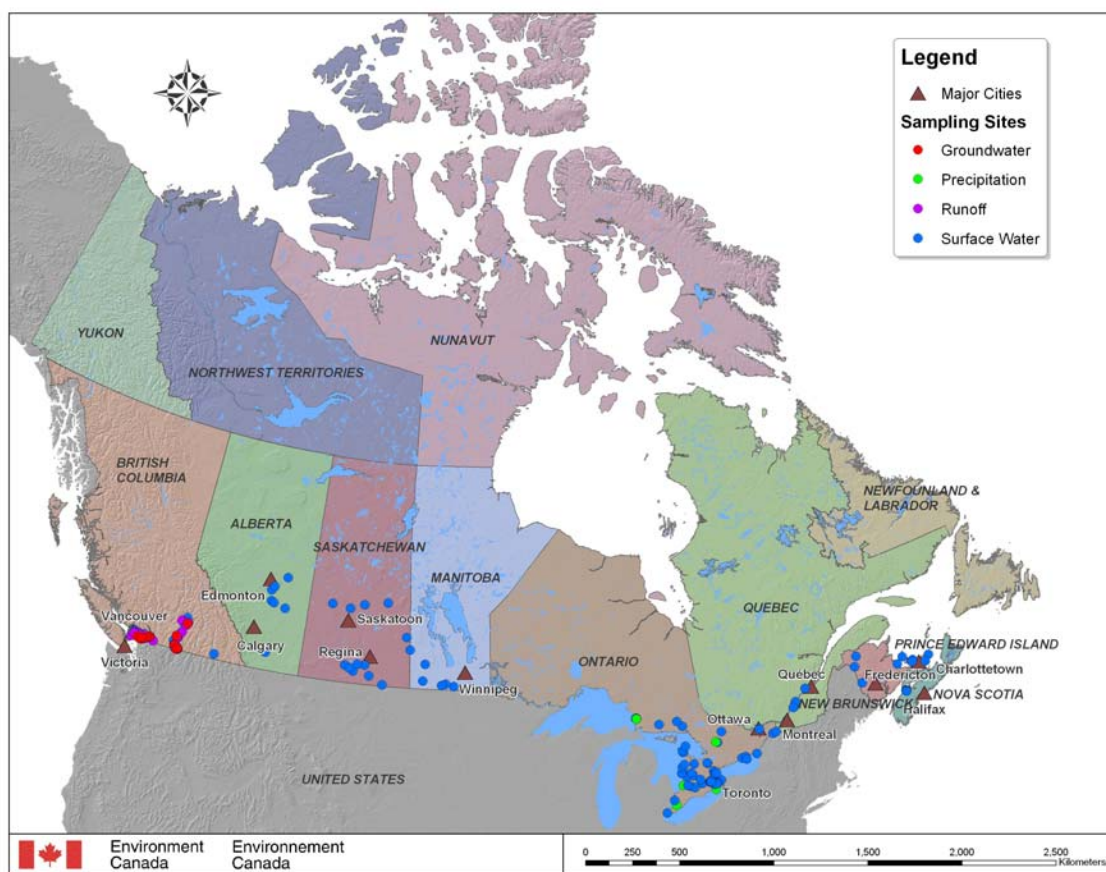 Legend
Major Cities
Sampling Sites
Groundwater
Precipitation
Runoff
Surface Water
YUKON
NORTHWEST TERRITORIES
NUNAVUT
BRITISH
COLUMBIA
ALBERTA
SASKATCHEWAN
MANITOBA
NEWFOUNLAND &
LABRADOR
QUEBEC
ONTARIO
Edmonton
Vancouver
Calgary
Saskatoon
Victoria
Regina
Winnipeg
PRINCE EDWARD ISLAND
Charlottetown
Québec
Fredericton
NOVA SCOTIA
NEW BRUNSWICK
Halifax
Ottawa
Montreal
UNITED STATES
Toronto
Environment
Canada
Environnement
Canada
0 250 500 1,000 1,500 2,000 2,500
Kilometers